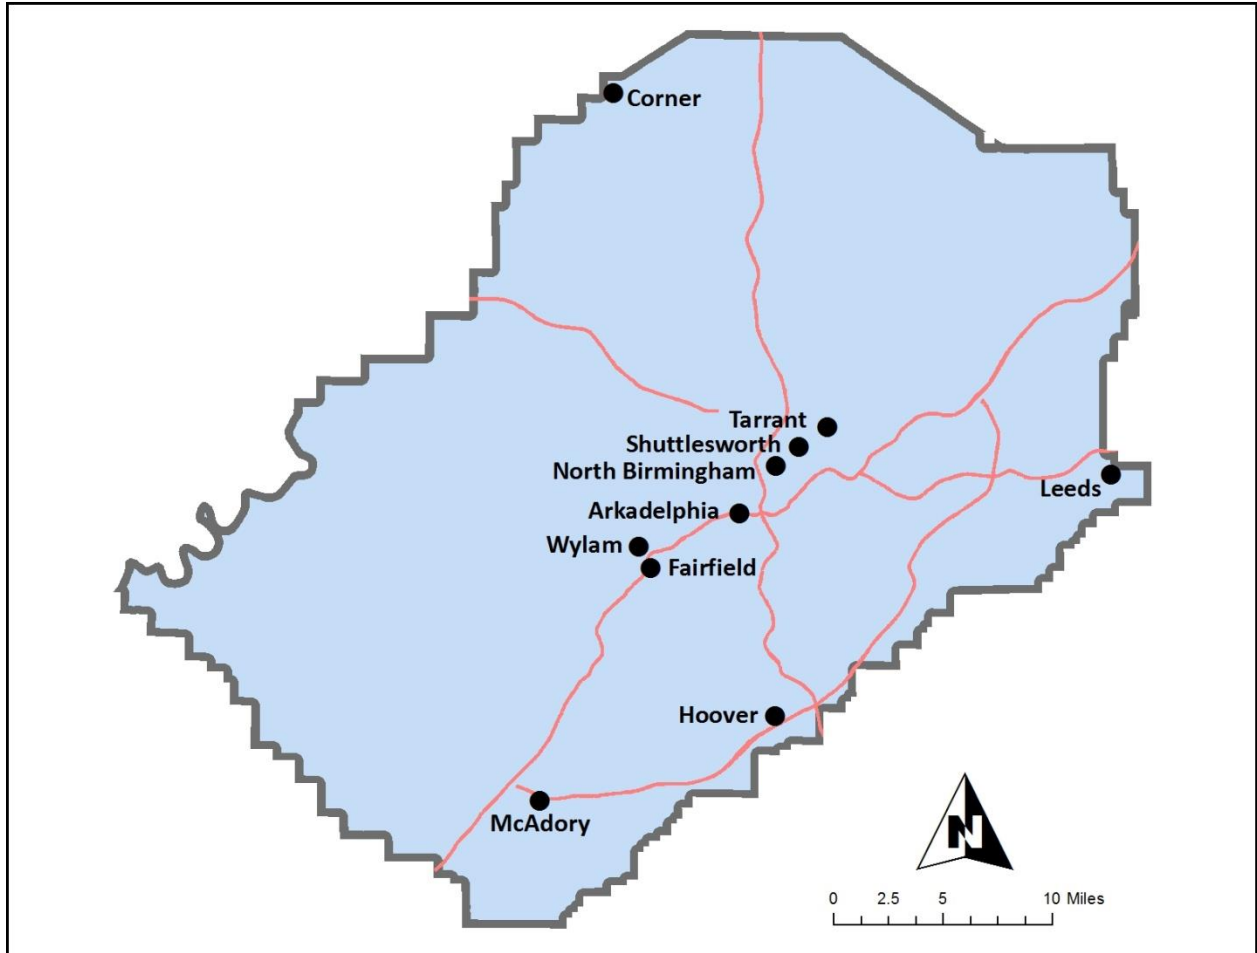 Corner
Tarrant
Shuttlesworth
North Birmingham
Leeds
Arkadelphia
Wylam
Fairfield
Hoover
McAdory
N
0 2.5 5 10 Miles